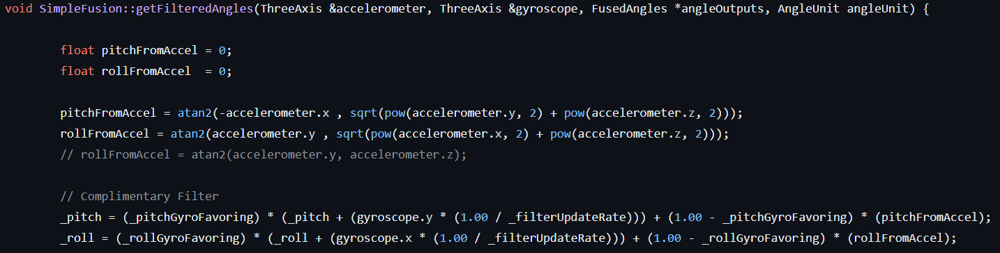 void SimpleFusion::getFilteredAngles(ThreeAxis &accelerometer, ThreeAxis &gyroscope, FusedAngles *angleOutputs, AngleUnit angleUnit) {
float pitchFromAccel = 0;
float rollFromAccel  = 0;
pitchFromAccel = atan2(-accelerometer.x , sqrt(pow(accelerometer.y, 2) + pow(accelerometer.z, 2)));
rollFromAccel = atan2(accelerometer.y , sqrt(pow(accelerometer.x, 2) + pow(accelerometer.z, 2)));
// rollFromAccel = atan2(accelerometer.y, accelerometer.z);
// Complimentary Filter
_pitch = (_pitchGyroFavoring) * (_pitch + (gyroscope.y * (1.00 / _filterUpdateRate))) + (1.00 - _pitchGyroFavoring) * (pitchFromAccel);
_roll = (_rollGyroFavoring) * (_roll + (gyroscope.x * (1.00 / _filterUpdateRate))) + (1.00 - _rollGyroFavoring) * (rollFromAccel);